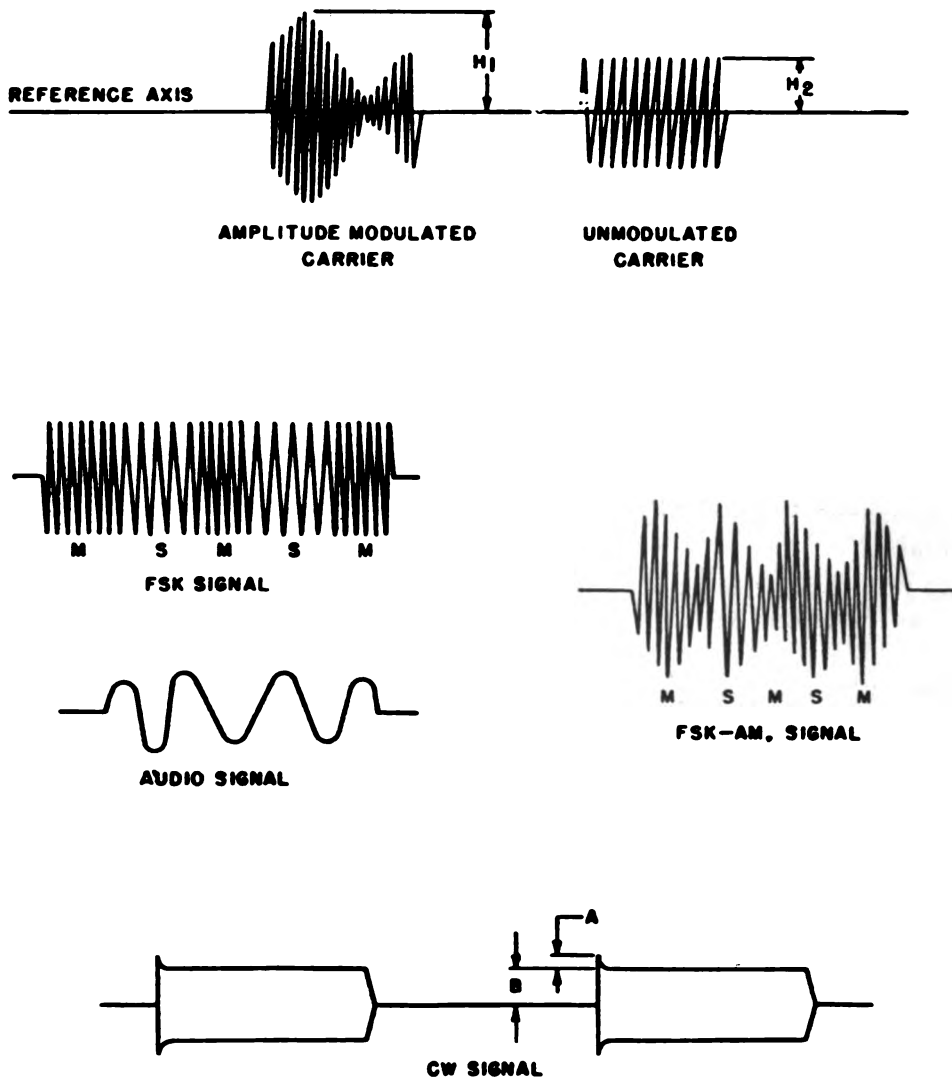 H1
H2
REFERENCE AXIS
AMPLITUDE MODULATED
CARRIER
UNMODULATED
CARRIER
M S M S M
FSK SIGNAL
M S M S M
FSK-AM. SIGNAL
AUDIO SIGNAL
A
B
CW SIGNAL